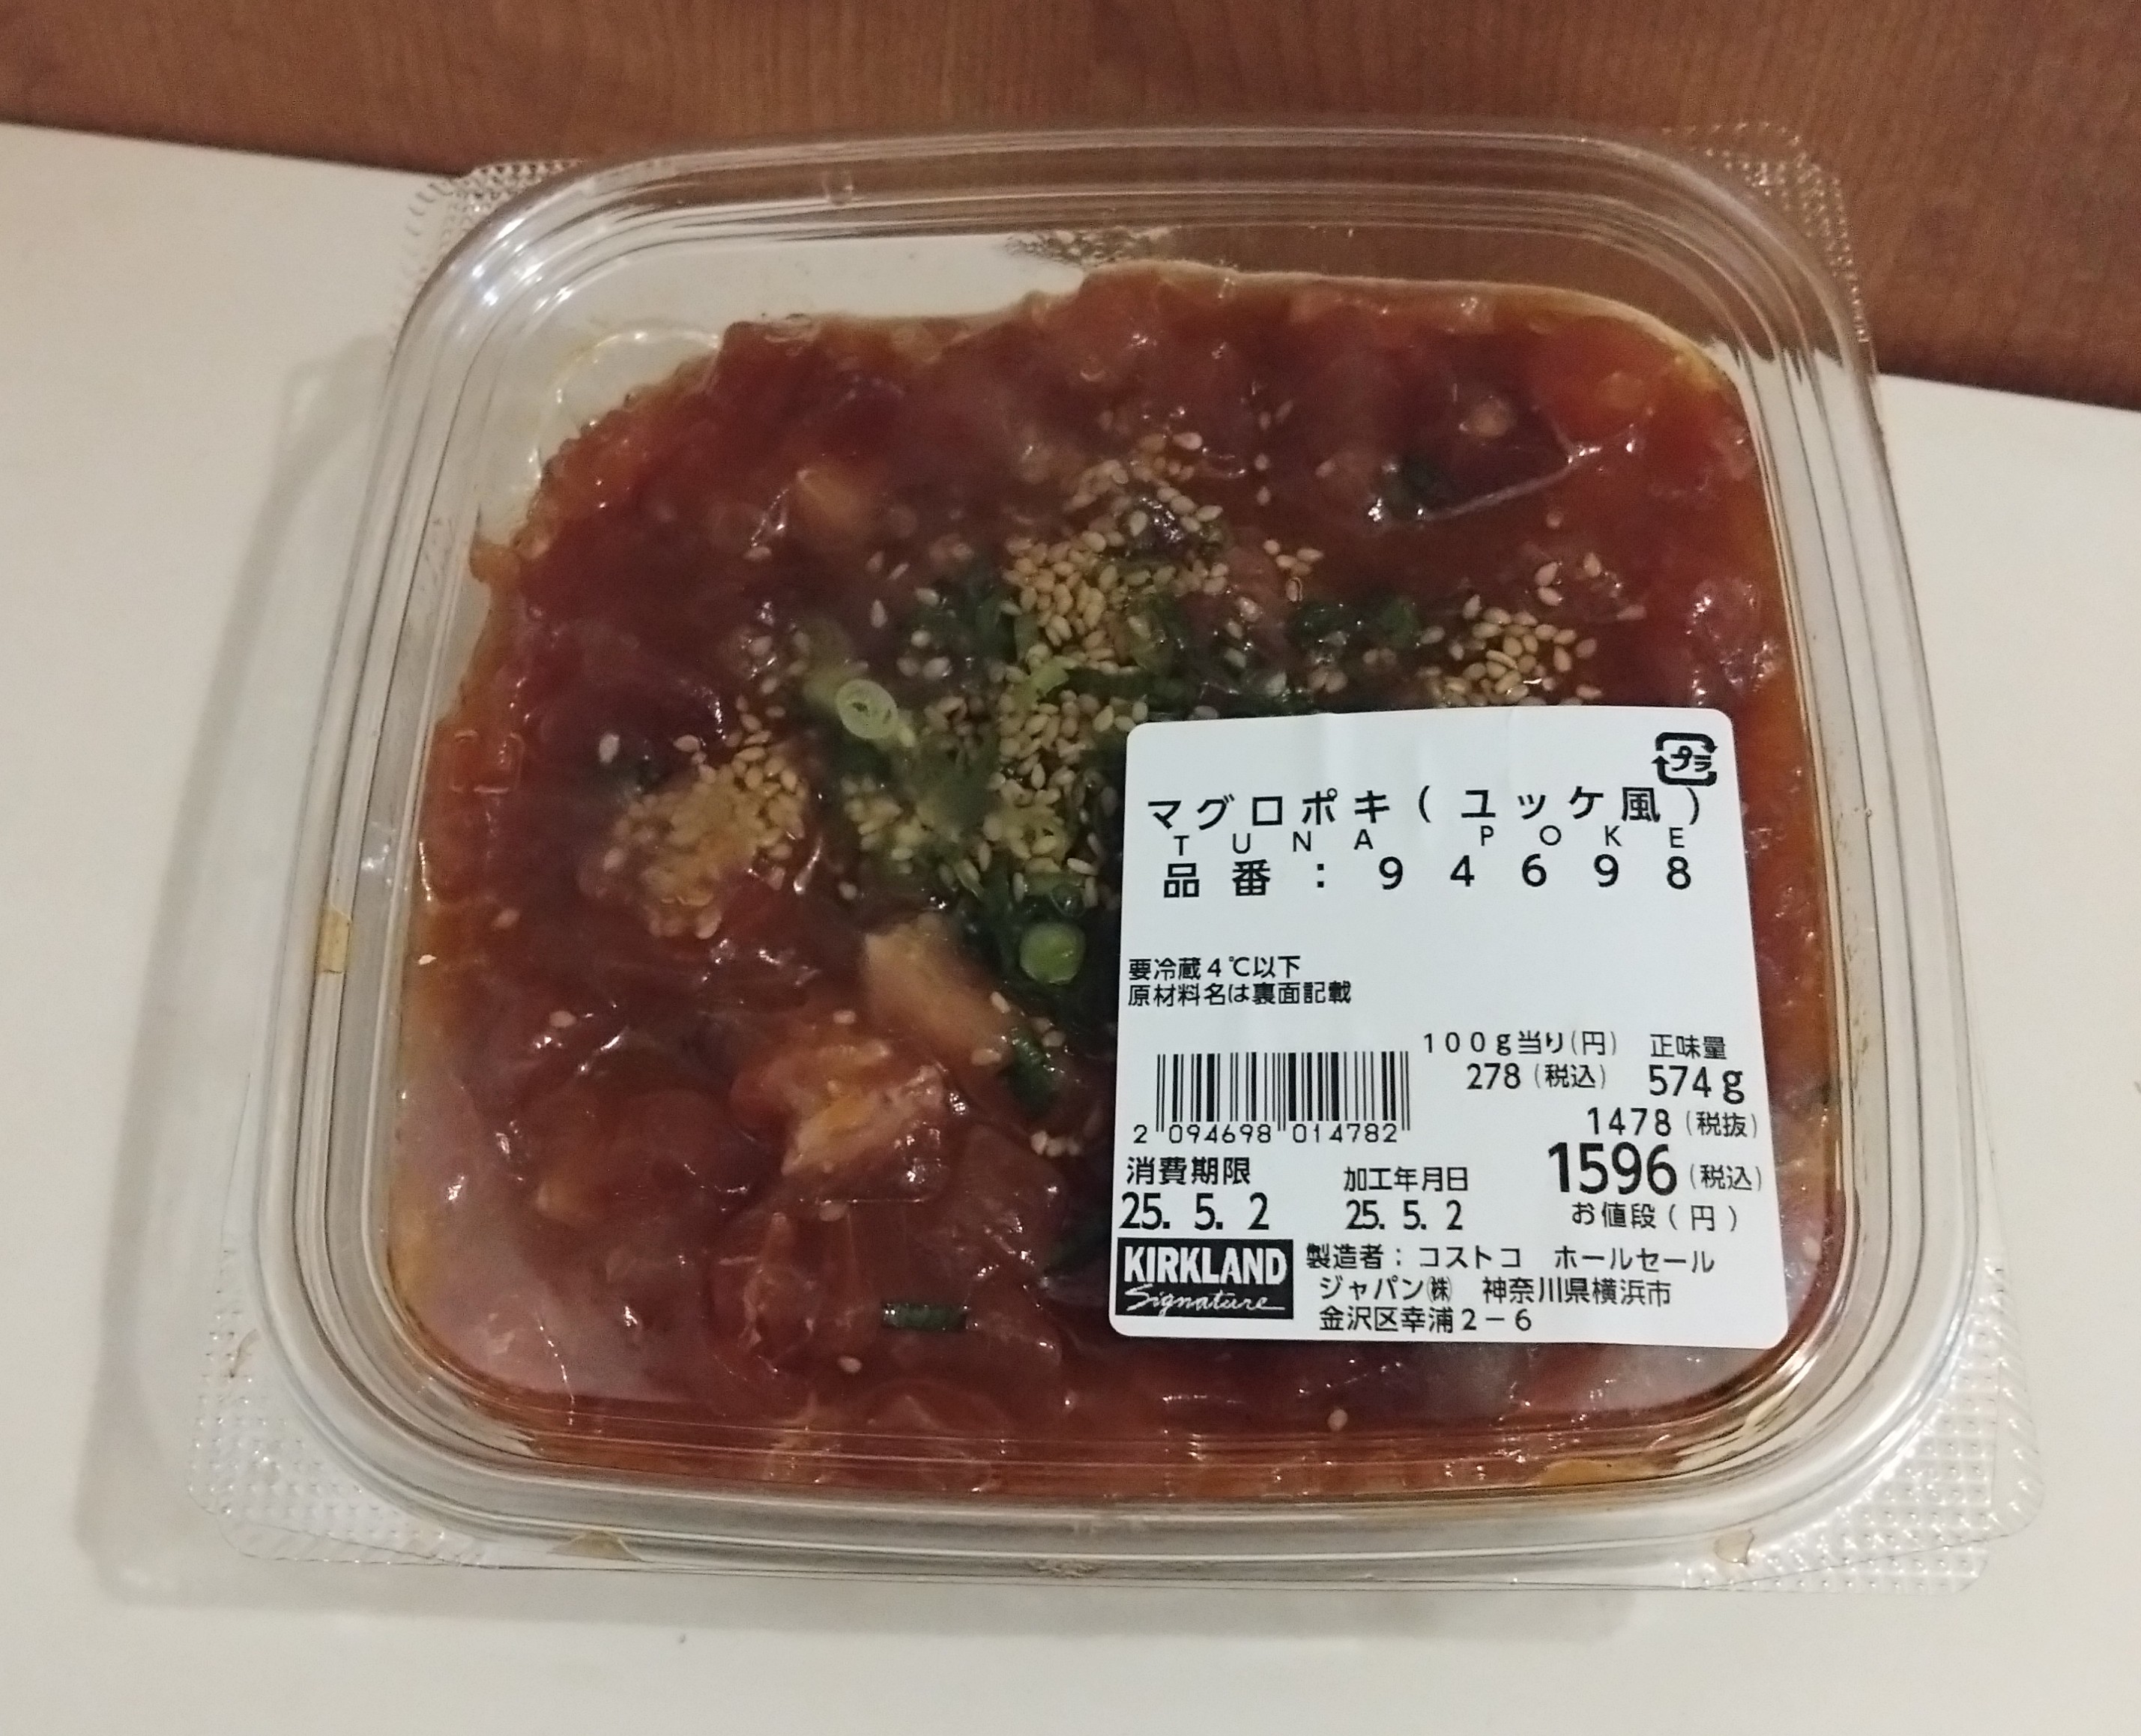 プラ
マグロポキ(ユッケ風)
TUNA POKE
品番:94698
要冷蔵4℃以下
原材料名は裏面記載
100g当り(円) 正味量
278(税込) 574g
1478(税抜)
2 094698 014782
1596(税込)
お値段(円)
消費期限 加工年月日
25. 5. 2 25. 5. 2
KIRKLAND
Signature
製造者:コストコ ホールセール
ジャパン㈱ 神奈川県横浜市
金沢区幸浦2-6